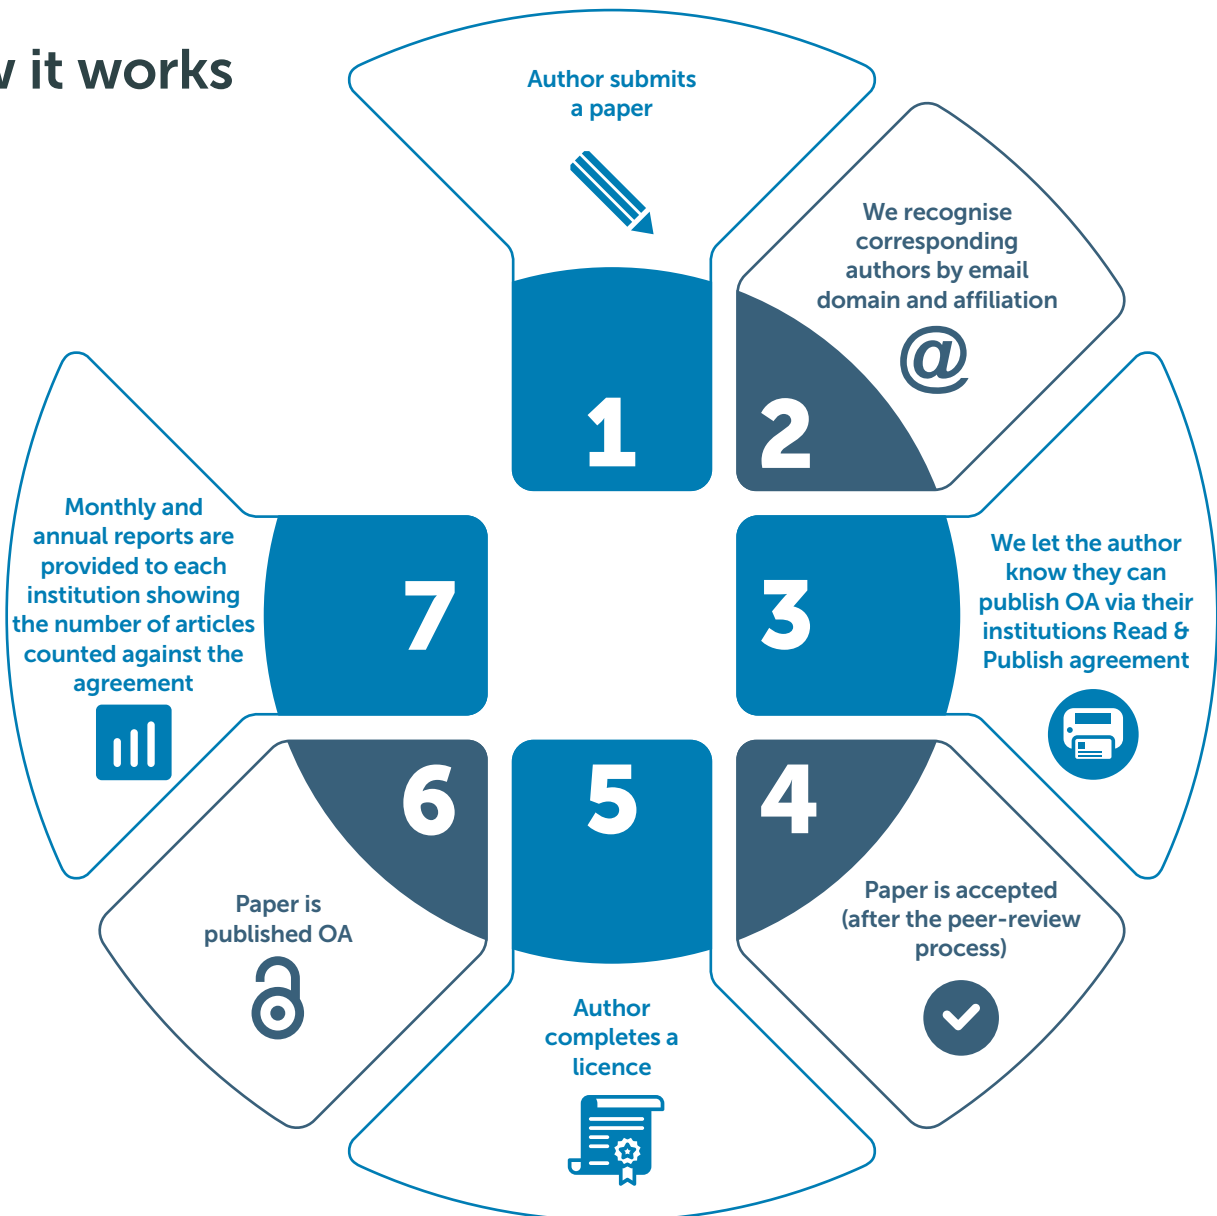 it works
Author submits
a paper
1
We recognise
corresponding
authors by email
domain and affiliation
@
2
We let the author
know they can
publish OA via their
institutions Read &
Publish agreement
3
Paper is accepted
(after the peer-review
process)
4
Author
completes a
licence
5
Paper is
published OA
6
Monthly and
annual reports are
provided to each
institution showing
the number of articles
counted against the
agreement
7